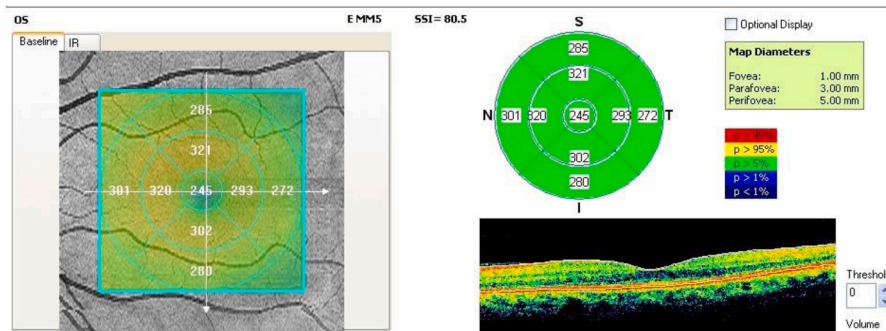 OS
E MM5
SSI= 80.5
Baseline
IR
285
321
301 320 245 293 272
302
280
S
285
321
N 301 320 245 293 272 T
302
280
I
Optional Display
Map Diameters
Fovea: 1.00 mm
Parafovea: 3.00 mm
Perifovea: 5.00 mm
p > 99%
p > 95%
p > 5%
p > 1%
p < 1%
Threshol
0
Volume